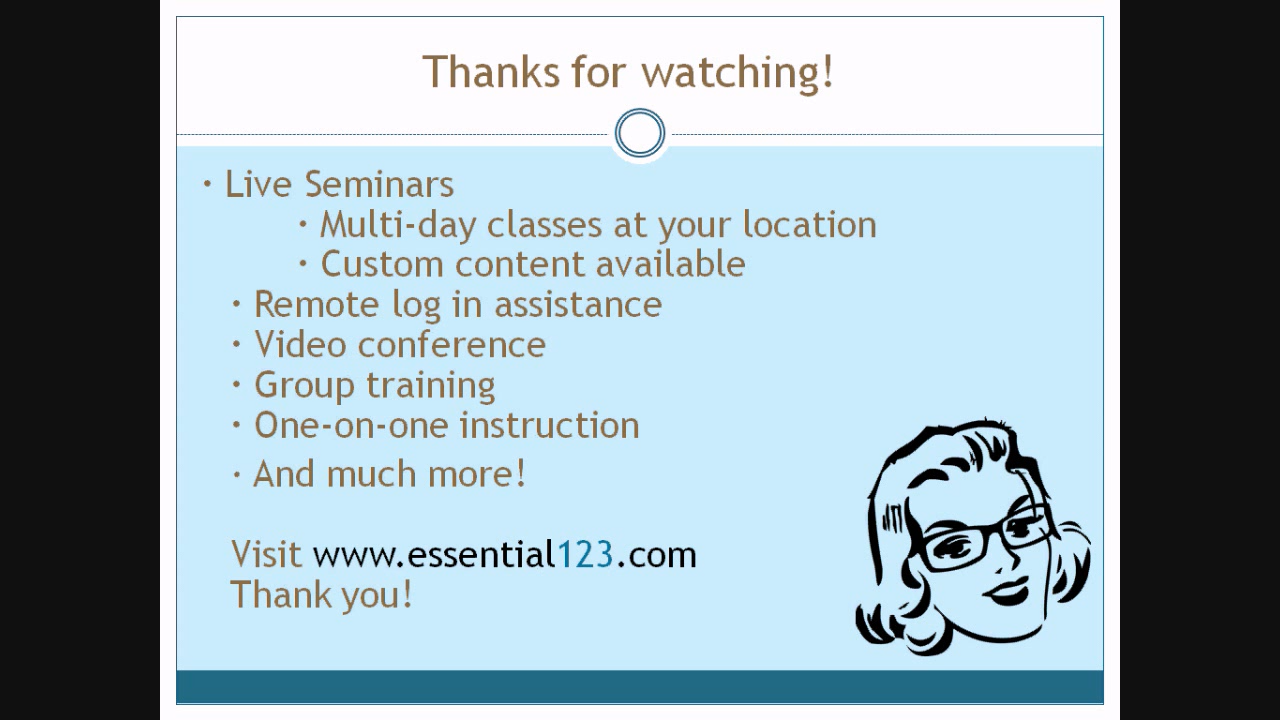 Thanks for watching!
• Live Seminars
• Multi-day classes at your location
• Custom content available
• Remote log in assistance
• Video conference
• Group training
• One-on-one instruction
• And much more!
Visit www.essential123.com
Thank you!